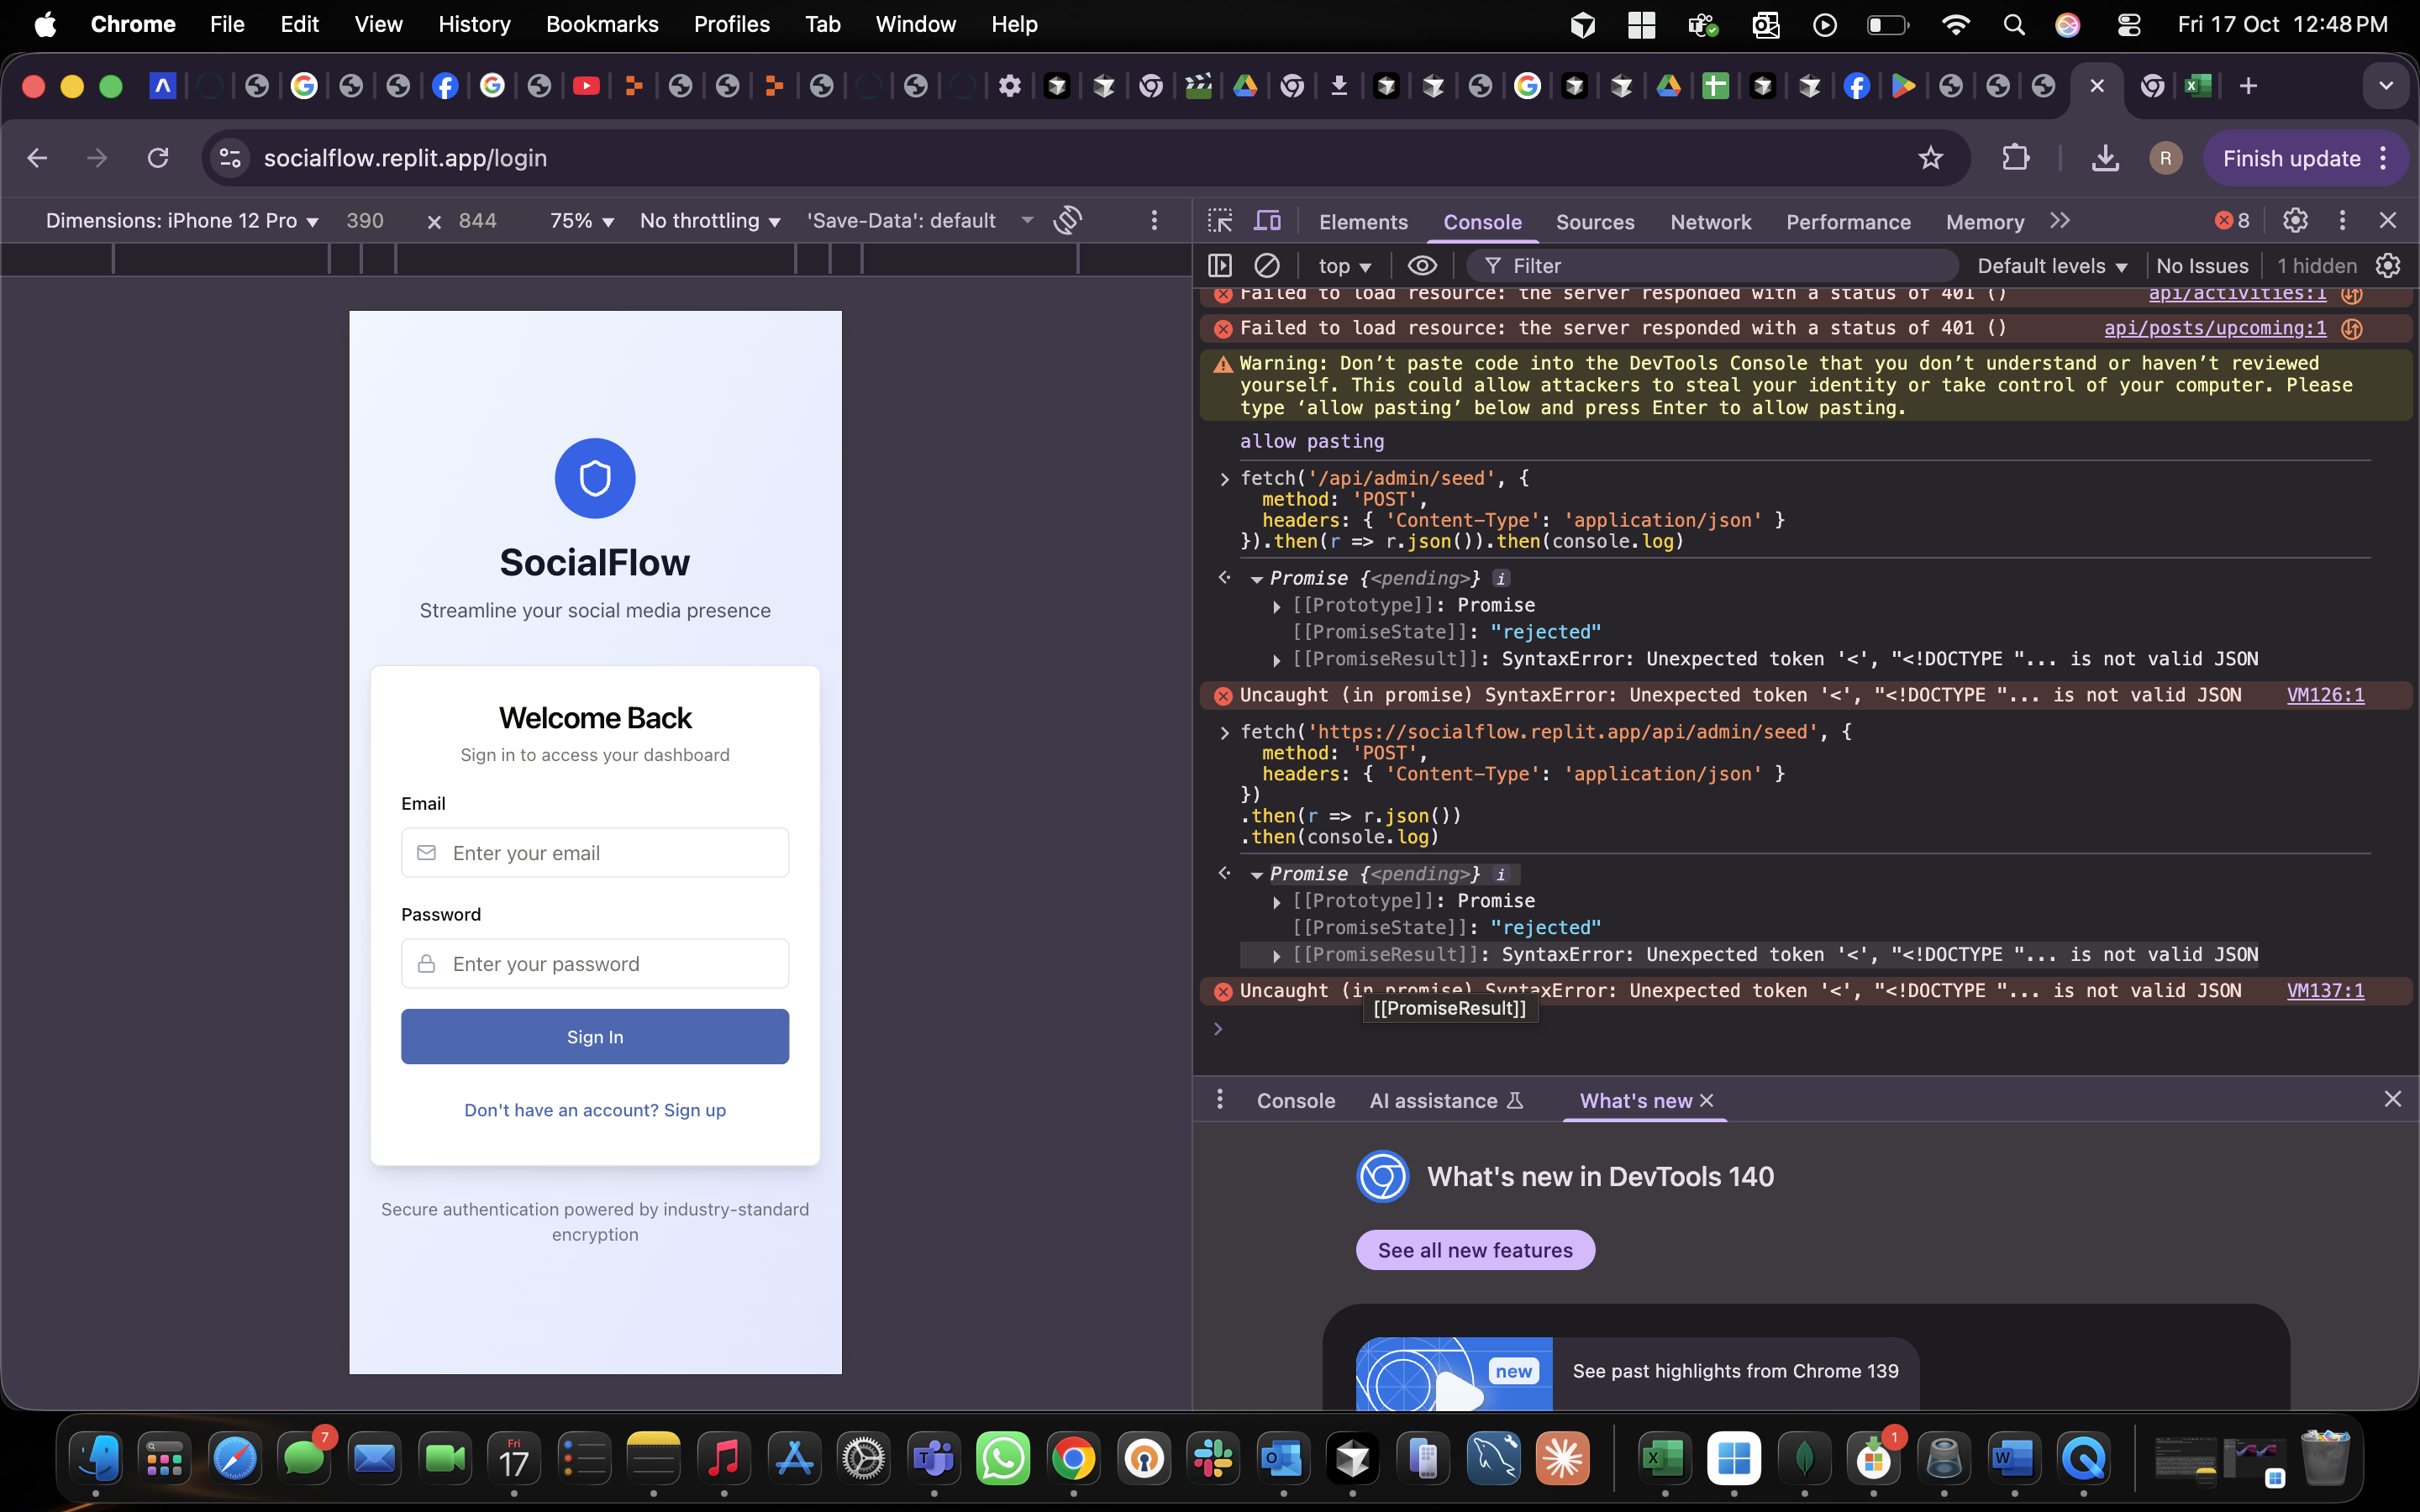 Chrome File Edit View History Bookmarks Profiles Tab Window Help
Fri 17 Oct 12:48 PM
socialflow.replit.app/login
R
Finish update
Dimensions: iPhone 12 Pro 390 × 844 75% No throttling 'Save-Data': default
Elements Console Sources Network Performance Memory
8
top
Filter
Default levels
No Issues
1 hidden
Failed to load resource: the server responded with a status of 401 () api/activities:1
Failed to load resource: the server responded with a status of 401 () api/posts/upcoming:1
Warning: Don’t paste code into the DevTools Console that you don’t understand or haven’t reviewed
yourself. This could allow attackers to steal your identity or take control of your computer. Please
type ‘allow pasting’ below and press Enter to allow pasting.
allow pasting
fetch('/api/admin/seed', {
method: 'POST',
headers: { 'Content-Type': 'application/json' }
}).then(r => r.json()).then(console.log)
Promise {<pending>} i
[[Prototype]]: Promise
[[PromiseState]]: "rejected"
[[PromiseResult]]: SyntaxError: Unexpected token '<', "<!DOCTYPE "... is not valid JSON
Uncaught (in promise) SyntaxError: Unexpected token '<', "<!DOCTYPE "... is not valid JSON VM126:1
fetch('https://socialflow.replit.app/api/admin/seed', {
method: 'POST',
headers: { 'Content-Type': 'application/json' }
})
.then(r => r.json())
.then(console.log)
Promise {<pending>} i
[[Prototype]]: Promise
[[PromiseState]]: "rejected"
[[PromiseResult]]: SyntaxError: Unexpected token '<', "<!DOCTYPE "... is not valid JSON
Uncaught (in promise) SyntaxError: Unexpected token '<', "<!DOCTYPE "... is not valid JSON VM137:1
[[PromiseResult]]
SocialFlow
Streamline your social media presence
Welcome Back
Sign in to access your dashboard
Email
Enter your email
Password
Enter your password
Sign In
Don't have an account? Sign up
Secure authentication powered by industry-standard
encryption
Console AI assistance What's new
What's new in DevTools 140
See all new features
new
See past highlights from Chrome 139
7
Fri
17
1